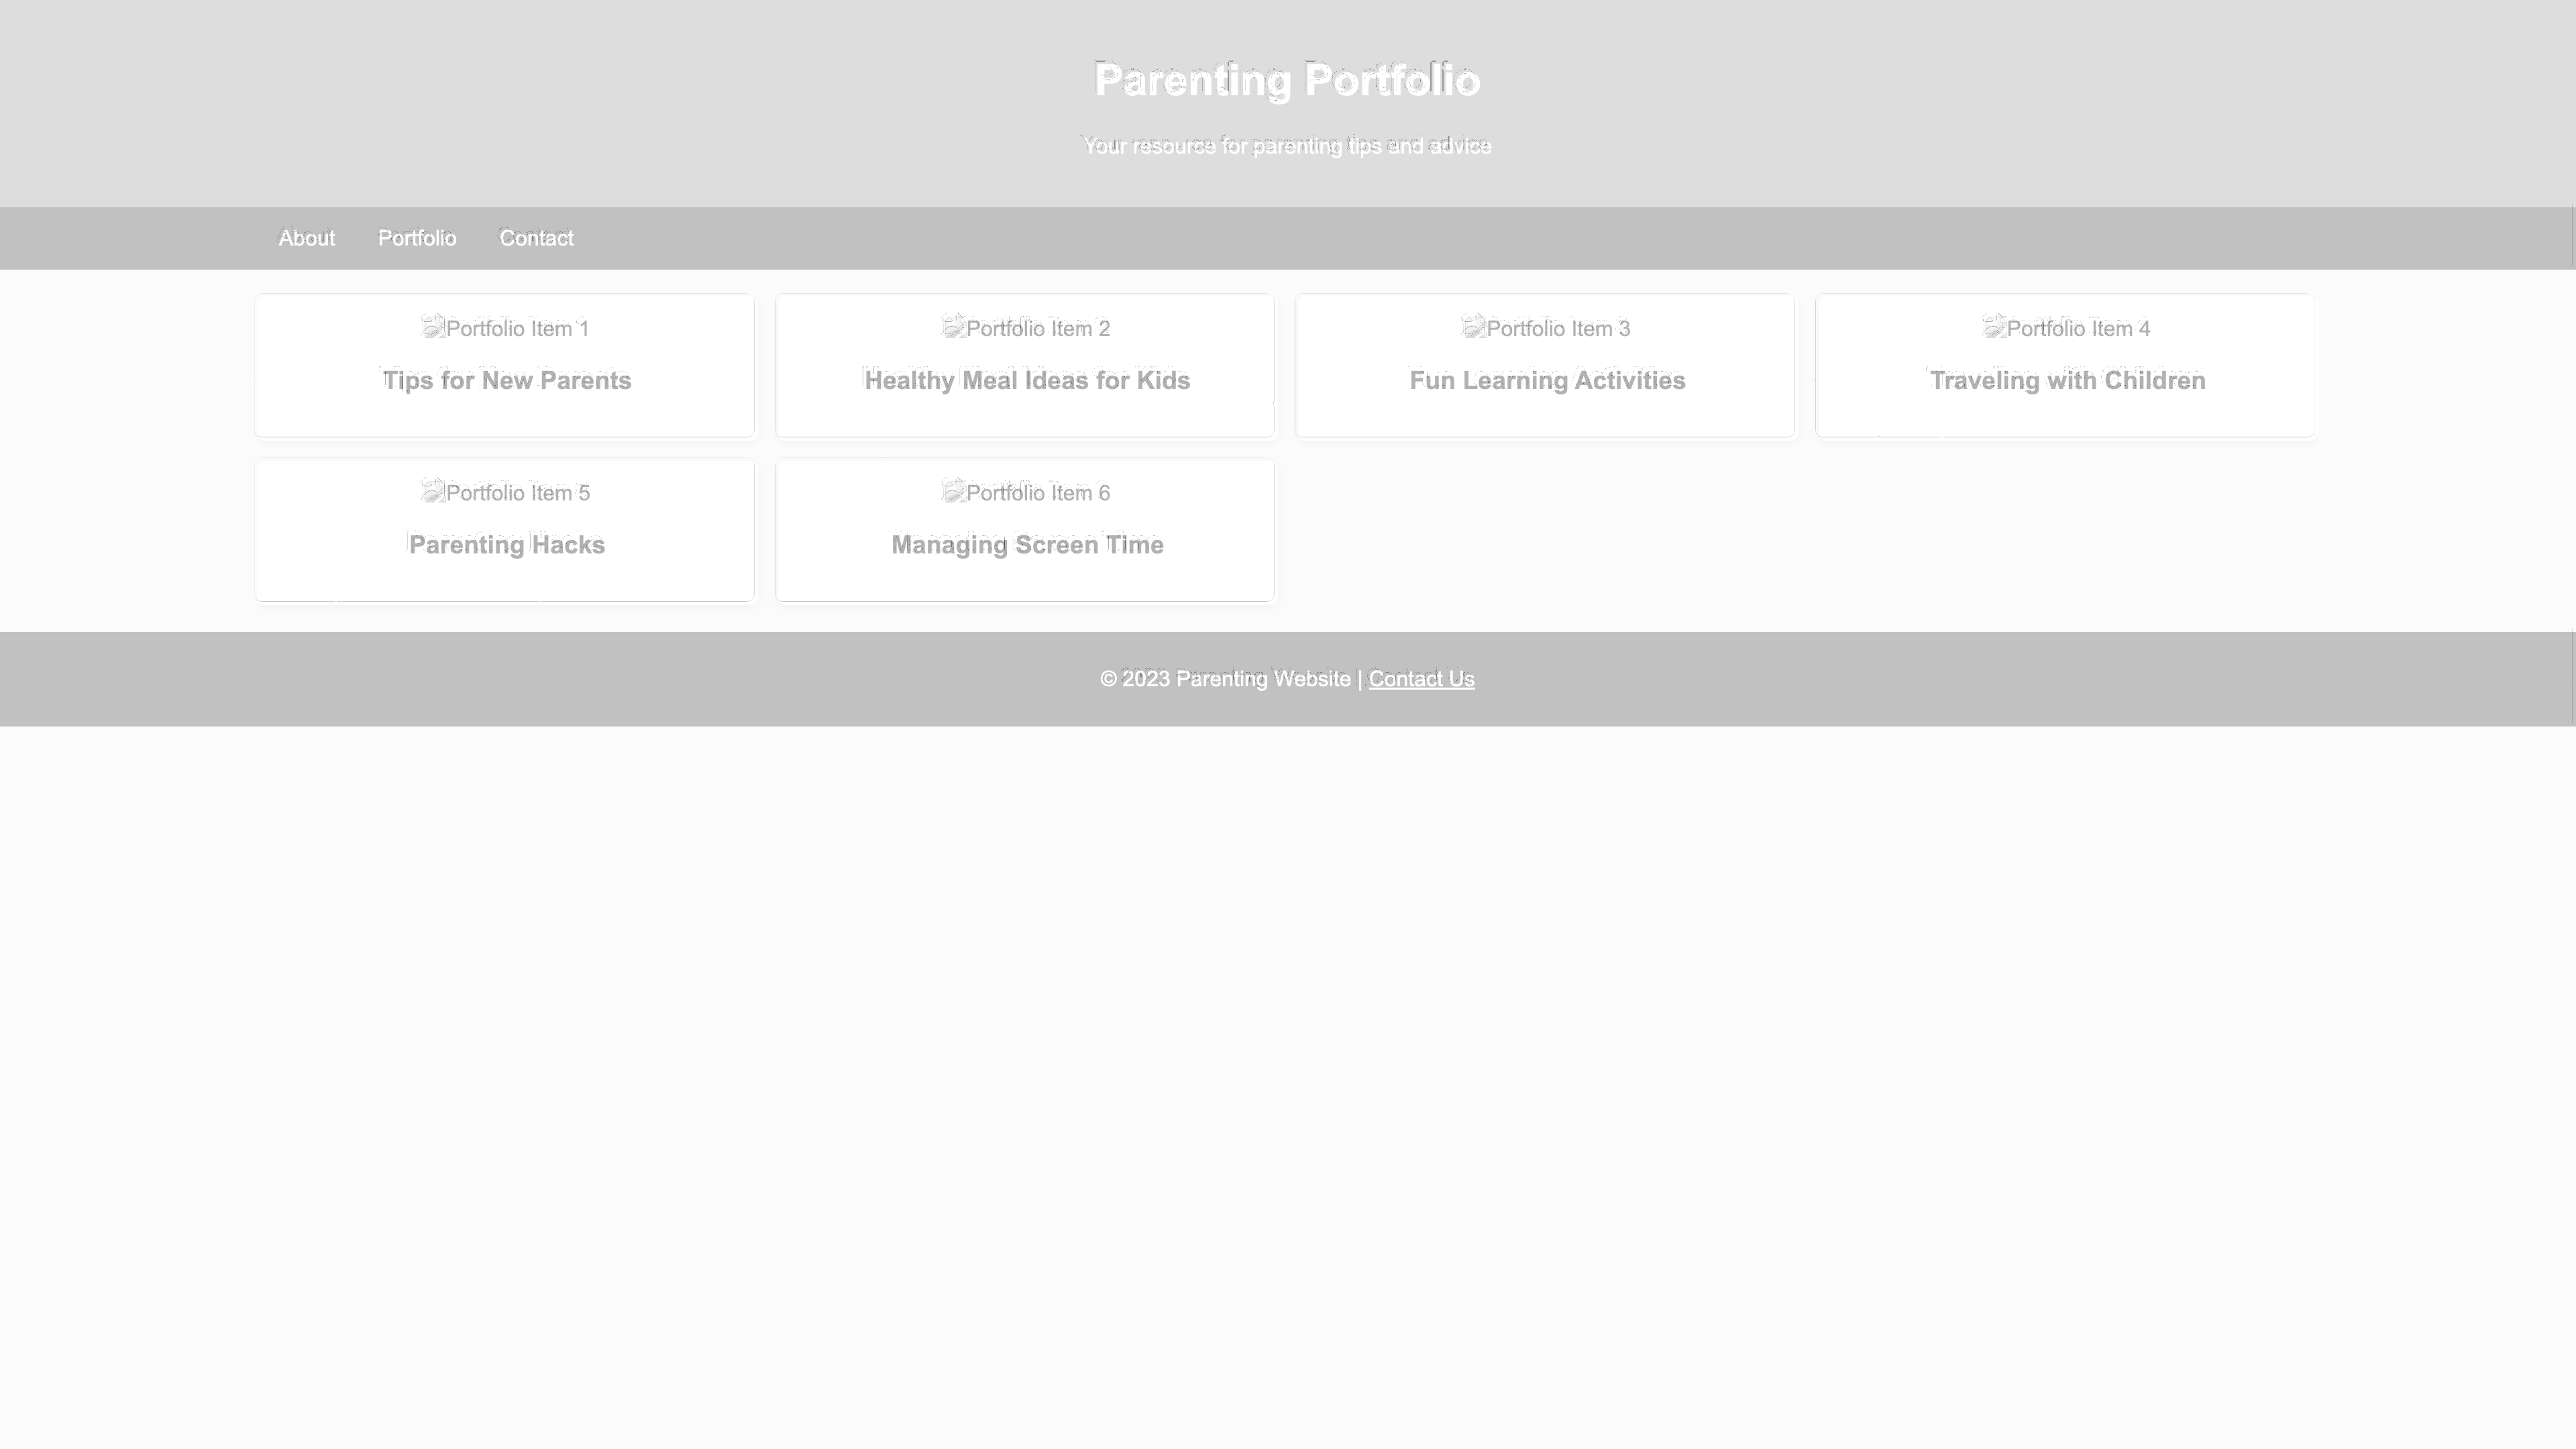 Parenting Portfolio
Your resource for parenting tips and advice
About Portfolio Contact
Portfolio Item 1
Tips for New Parents
Portfolio Item 2
Healthy Meal Ideas for Kids
Portfolio Item 3
Fun Learning Activities
Portfolio Item 4
Traveling with Children
Portfolio Item 5
Parenting Hacks
Portfolio Item 6
Managing Screen Time
© 2023 Parenting Website | Contact Us